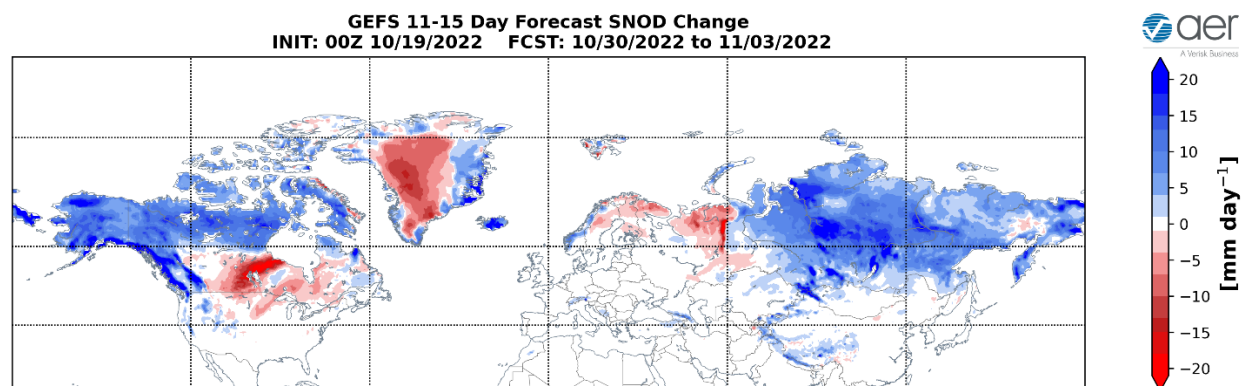 GEFS 11-15 Day Forecast SNOD Change
INIT: 00Z 10/19/2022 FCST: 10/30/2022 to 11/03/2022
aer
A Verisk Business
20
15
10
5
0
−5
−10
−15
−20
[mm day⁻¹]